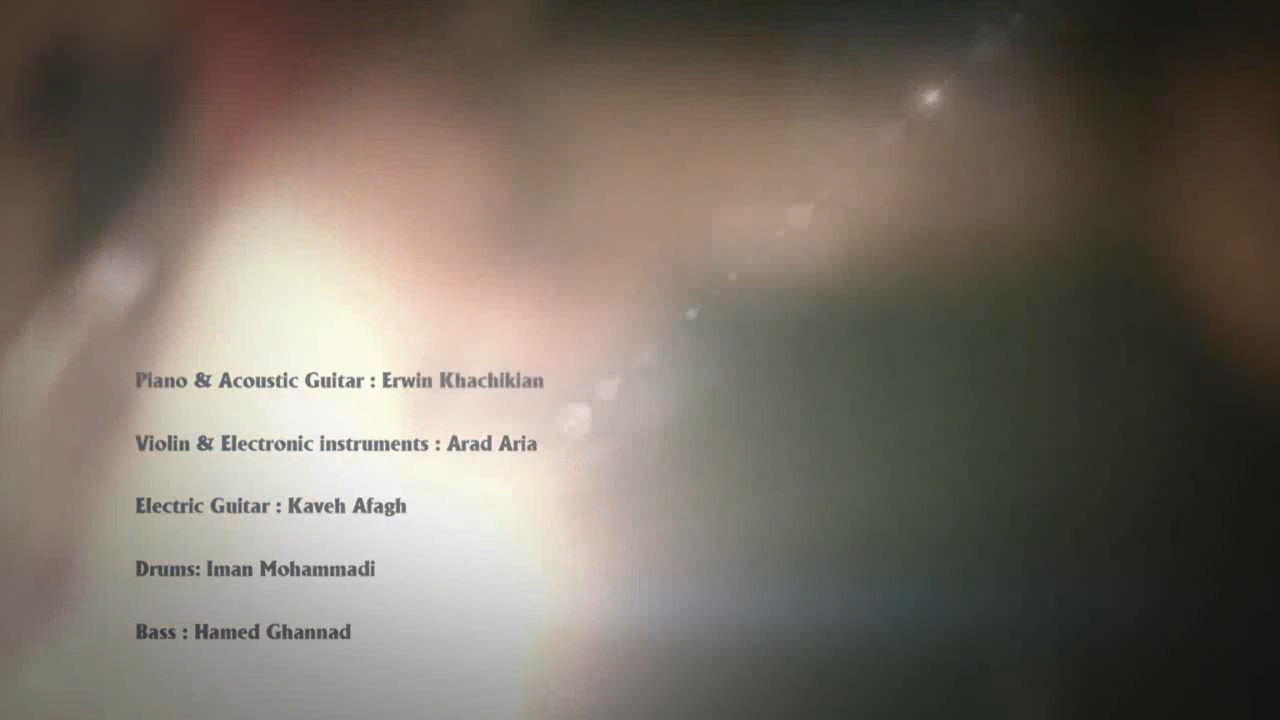 Piano & Acoustic Guitar : Erwin Khachikian
Violin & Electronic instruments : Arad Aria
Electric Guitar : Kaveh Afagh
Drums: Iman Mohammadi
Bass : Hamed Ghannad